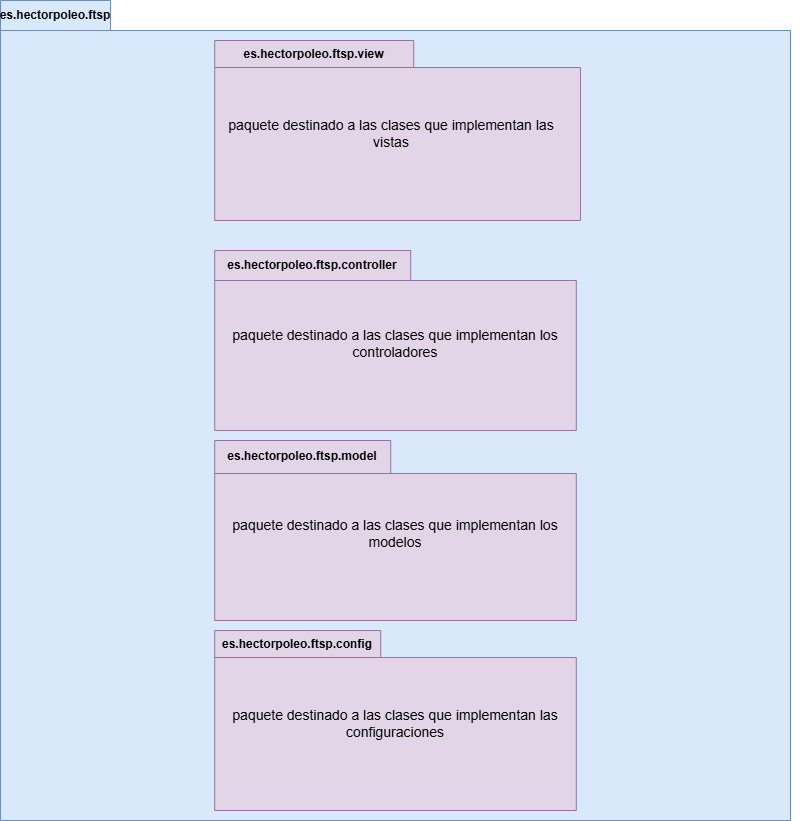 es.hectorpoleo.ftsp
es.hectorpoleo.ftsp.view
paquete destinado a las clases que implementan las
vistas
es.hectorpoleo.ftsp.controller
paquete destinado a las clases que implementan los
controladores
es.hectorpoleo.ftsp.model
paquete destinado a las clases que implementan los
modelos
es.hectorpoleo.ftsp.config
paquete destinado a las clases que implementan las
configuraciones